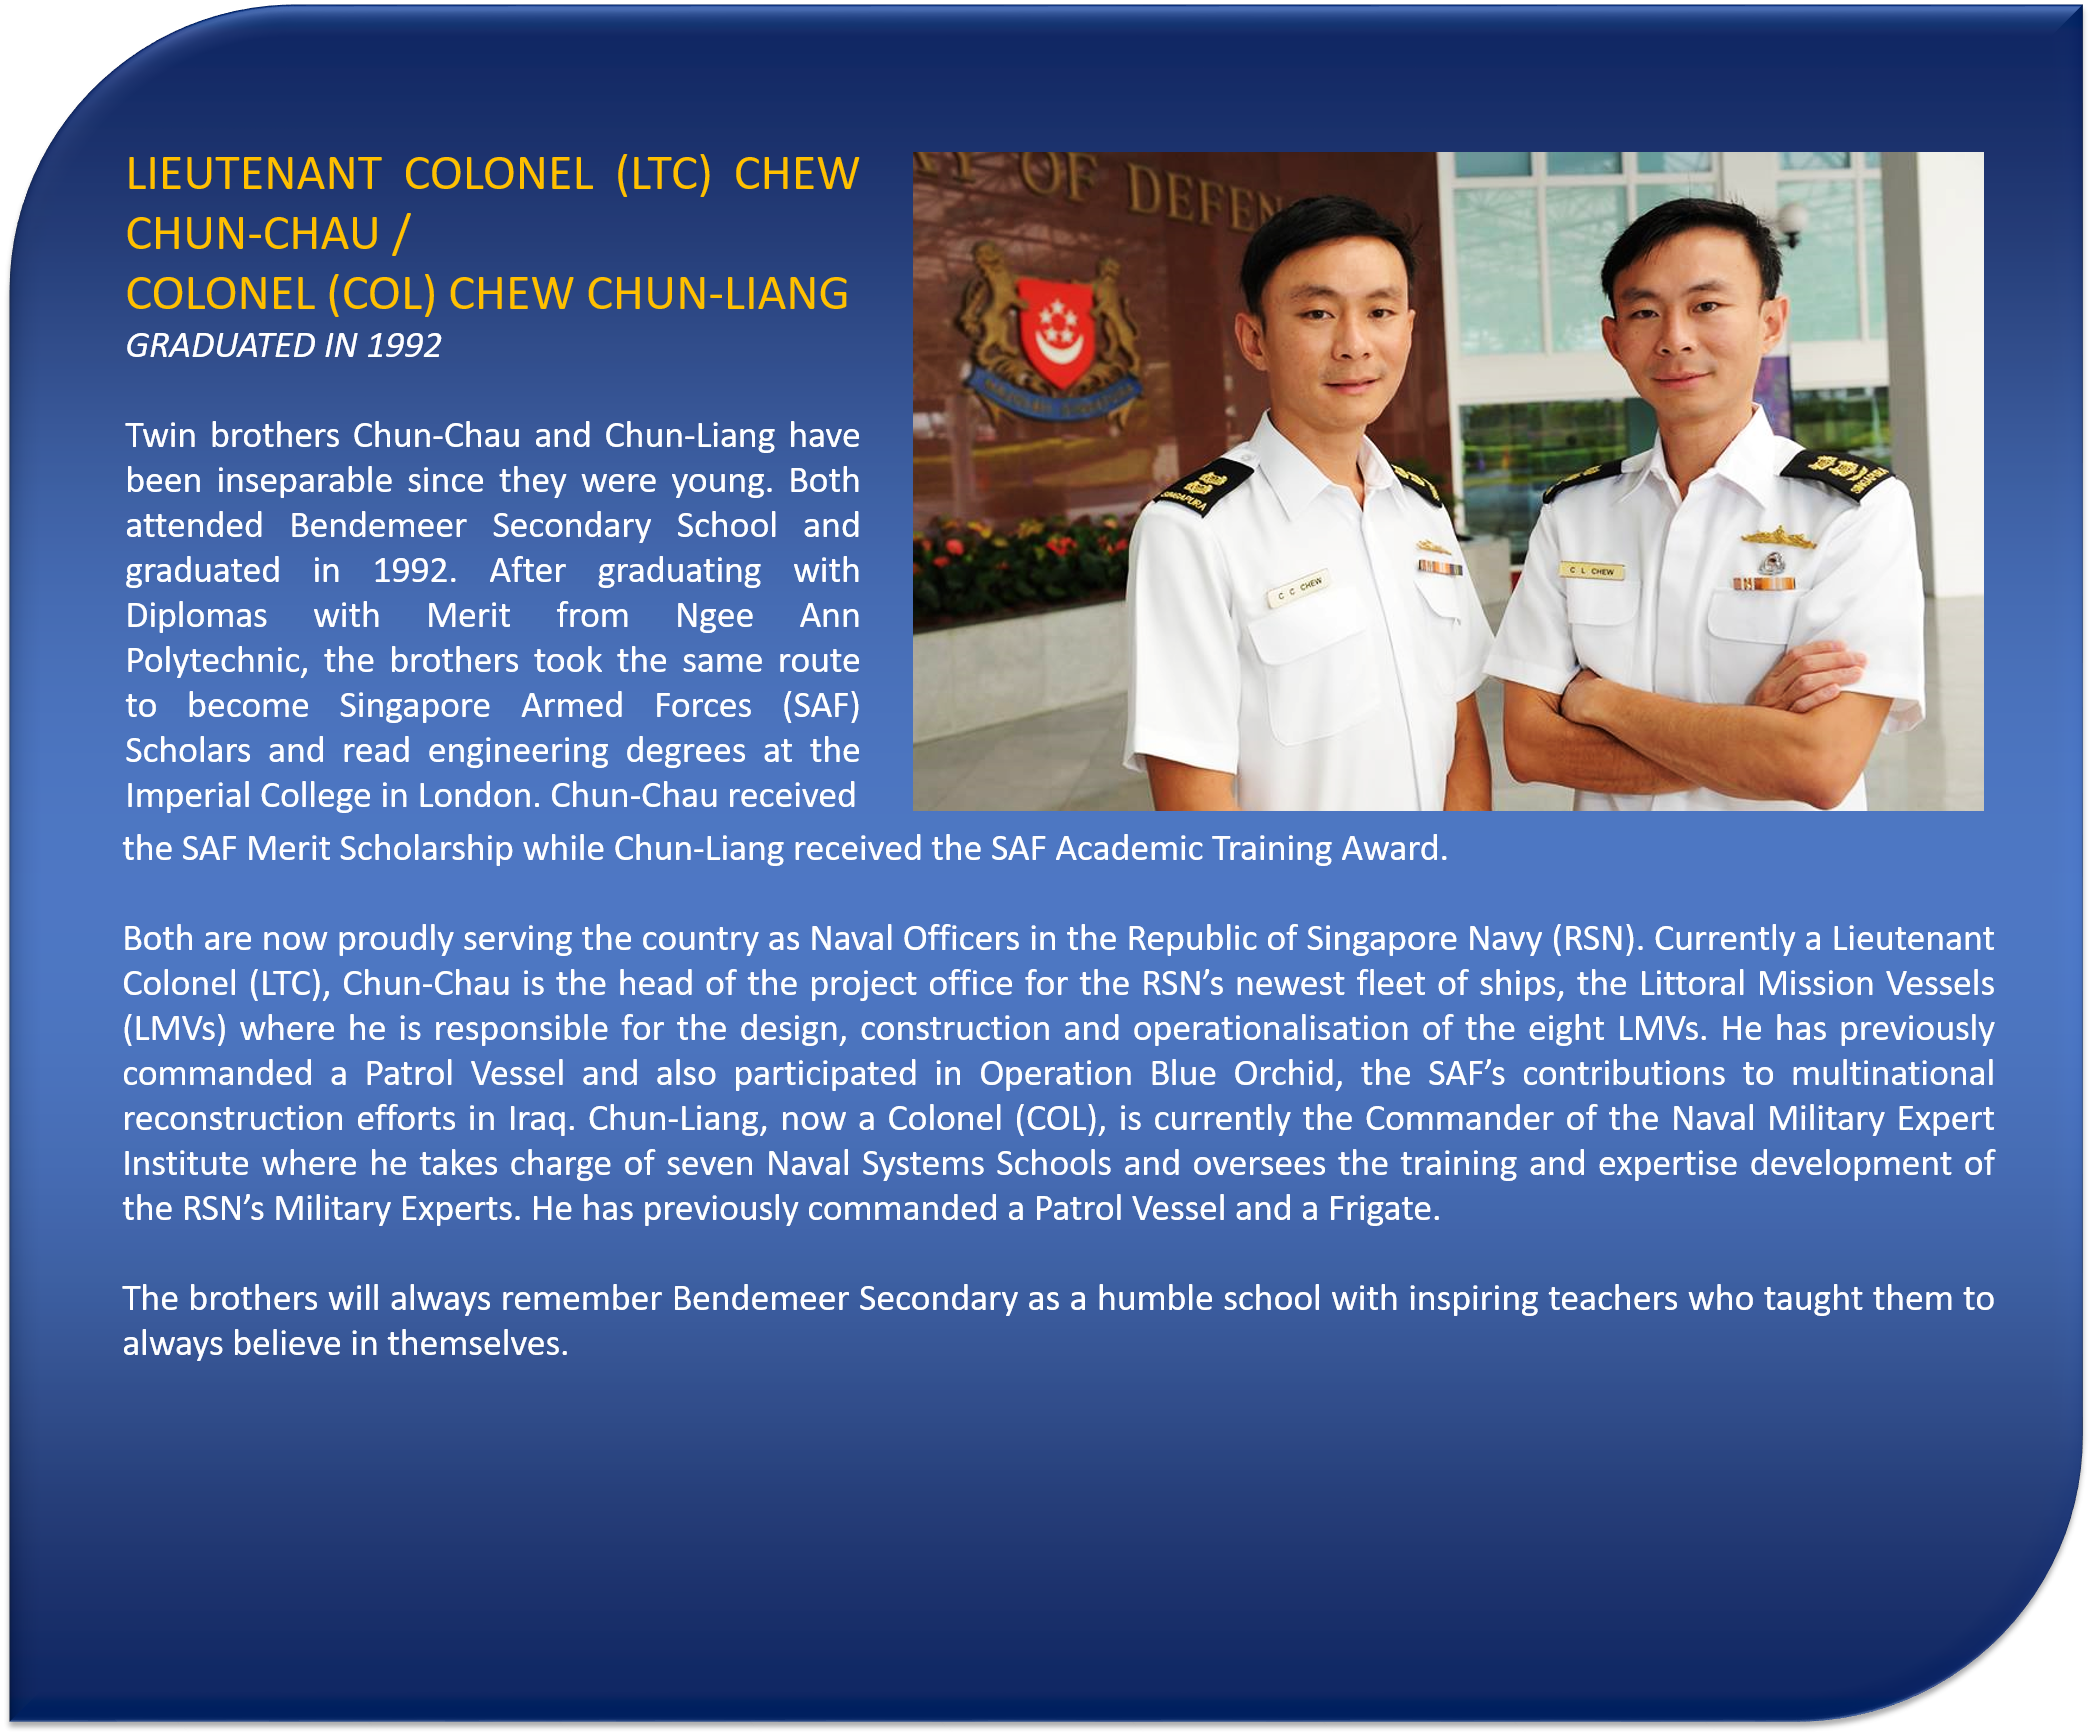 LIEUTENANT COLONEL (LTC) CHEW
CHUN-CHAU /
COLONEL (COL) CHEW CHUN-LIANG
GRADUATED IN 1992
Twin brothers Chun-Chau and Chun-Liang have
been inseparable since they were young. Both
attended Bendemeer Secondary School and
graduated in 1992. After graduating with
Diplomas with Merit from Ngee Ann
Polytechnic, the brothers took the same route
to become Singapore Armed Forces (SAF)
Scholars and read engineering degrees at the
Imperial College in London. Chun-Chau received
the SAF Merit Scholarship while Chun-Liang received the SAF Academic Training Award.
Both are now proudly serving the country as Naval Officers in the Republic of Singapore Navy (RSN). Currently a Lieutenant
Colonel (LTC), Chun-Chau is the head of the project office for the RSN’s newest fleet of ships, the Littoral Mission Vessels
(LMVs) where he is responsible for the design, construction and operationalisation of the eight LMVs. He has previously
commanded a Patrol Vessel and also participated in Operation Blue Orchid, the SAF’s contributions to multinational
reconstruction efforts in Iraq. Chun-Liang, now a Colonel (COL), is currently the Commander of the Naval Military Expert
Institute where he takes charge of seven Naval Systems Schools and oversees the training and expertise development of
the RSN’s Military Experts. He has previously commanded a Patrol Vessel and a Frigate.
The brothers will always remember Bendemeer Secondary as a humble school with inspiring teachers who taught them to
always believe in themselves.
OF DEFEN
SINGAPURA
SINGAPURA
C C CHEW
C L CHEW